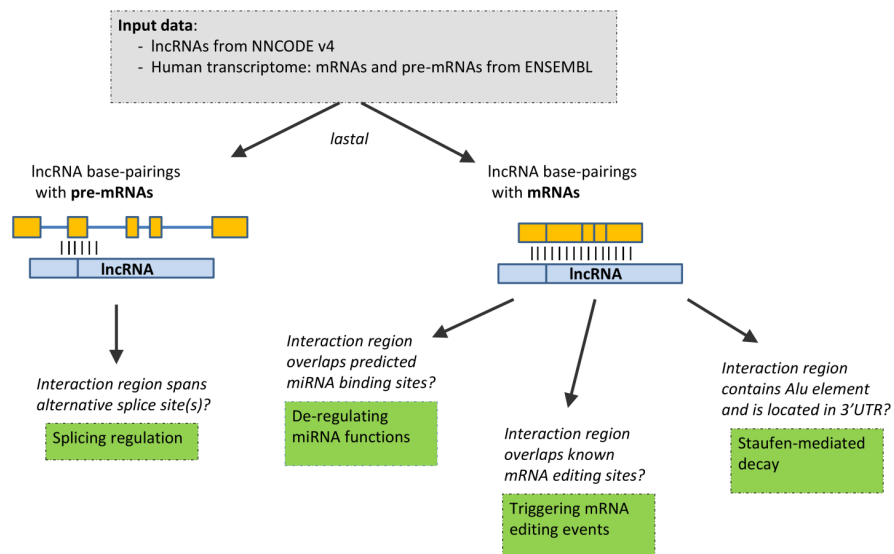 Input data:
- lncRNAs from NNCODE v4
- Human transcriptome: mRNAs and pre-mRNAs from ENSEMBL
lastal
lncRNA base-pairings
with pre-mRNAs
lncRNA
Interaction region spans
alternative splice site(s)?
Splicing regulation
lncRNA base-pairings
with mRNAs
lncRNA
Interaction region
overlaps predicted
miRNA binding sites?
De-regulating
miRNA functions
Interaction region
overlaps known
mRNA editing sites?
Triggering mRNA
editing events
Interaction region
contains Alu element
and is located in 3’UTR?
Staufen-mediated
decay